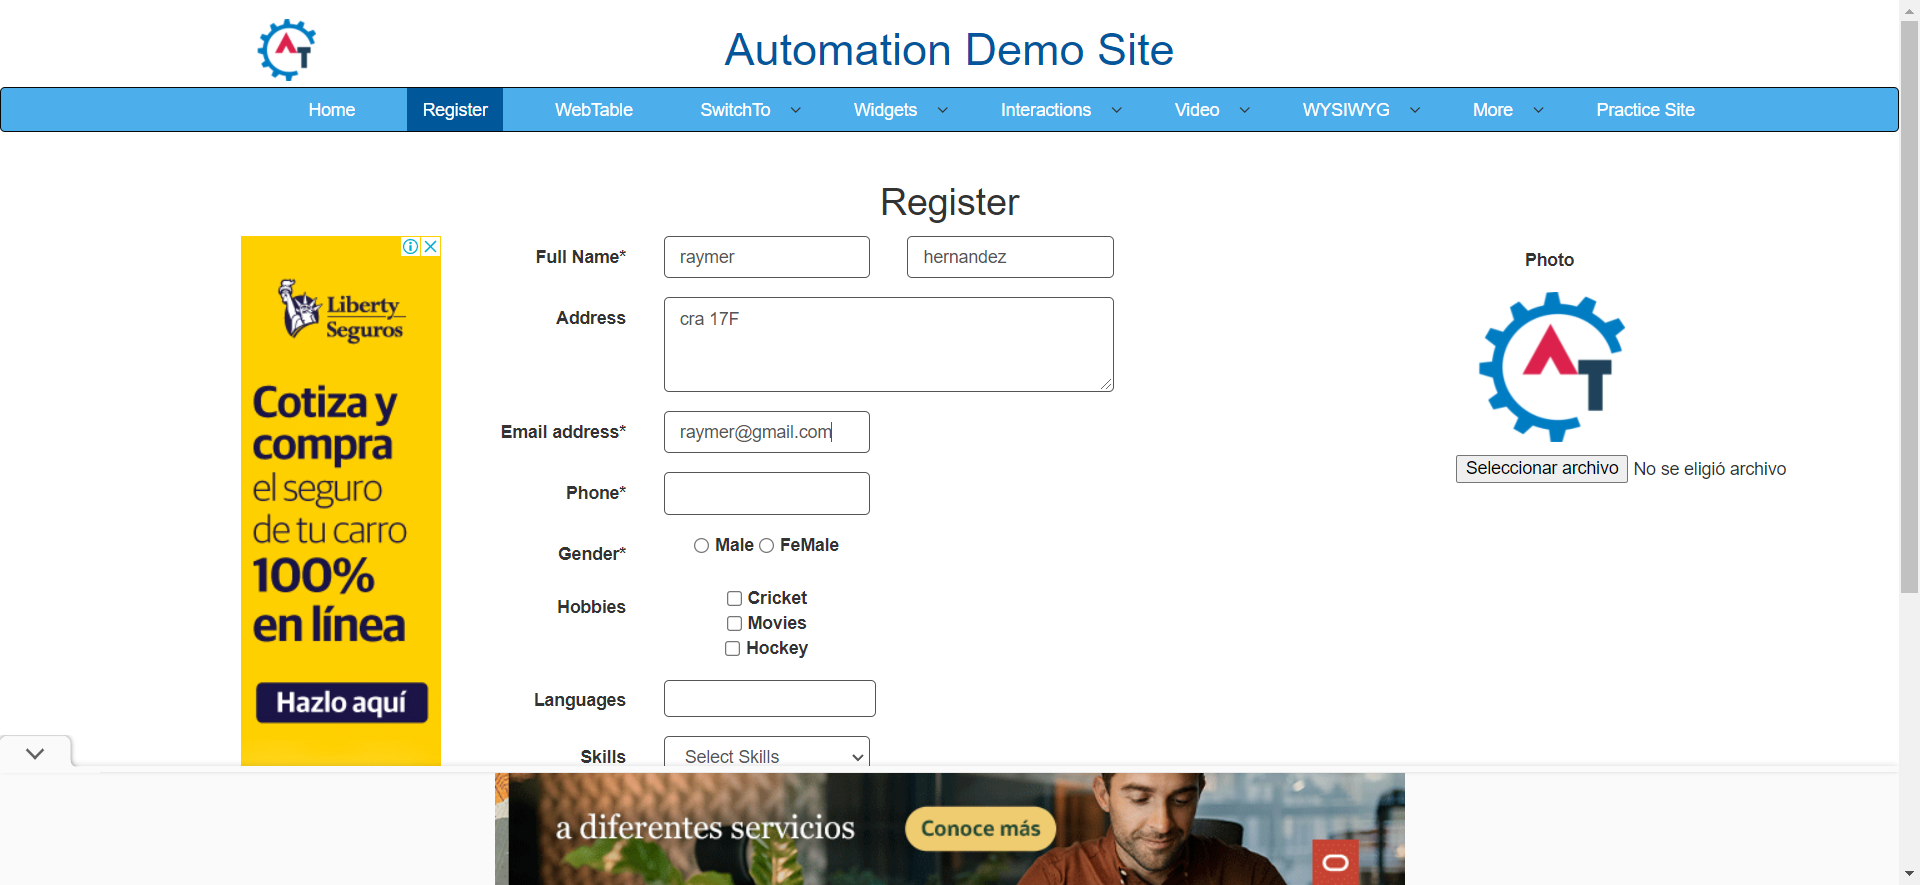 AT
Automation Demo Site
Home Register WebTable SwitchTo Widgets Interactions Video WYSIWYG More Practice Site
Register
Full Name* raymer hernandez
Photo
Address cra 17F
AT
Email address* raymer@gmail.com
Seleccionar archivo No se eligió archivo
Phone*
Gender* Male FeMale
Hobbies Cricket
Movies
Hockey
Languages
Skills Select Skills
Liberty
Seguros
Cotiza y
compra
el seguro
de tu carro
100%
en línea
Hazlo aquí
a diferentes servicios Conoce más